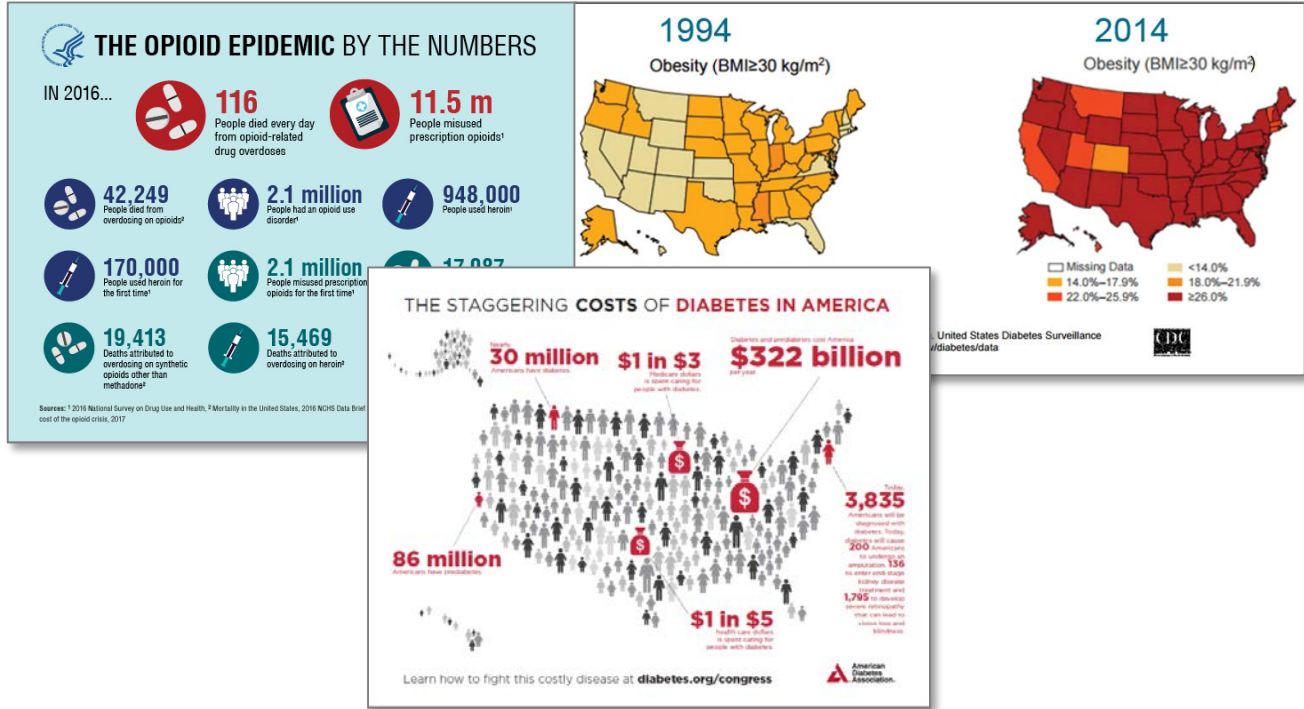 THE OPIOID EPIDEMIC BY THE NUMBERS
IN 2016...
116
People died every day
from opioid-related
drug overdoses
11.5 m
People misused
prescription opioids¹
42,249
People died from
overdosing on opioids²
2.1 million
People had an opioid use
disorder¹
948,000
People used heroin¹
170,000
People used heroin for
the first time¹
2.1 million
People misused prescription
opioids for the first time¹
17,087
19,413
Deaths attributed to
overdosing on synthetic
opioids other than
methadone²
15,469
Deaths attributed to
overdosing on heroin²
Sources: ¹ 2016 National Survey on Drug Use and Health, ² Mortality in the United States, 2016 NCHS Data Brief
cost of the opioid crisis, 2017
1994
Obesity (BMI≥30 kg/m²)
2014
Obesity (BMI≥30 kg/m²)
Missing Data
<14.0%
14.0%–17.9%
18.0%–21.9%
22.0%–25.9%
≥26.0%
. United States Diabetes Surveillance
v/diabetes/data
CDC
THE STAGGERING COSTS OF DIABETES IN AMERICA
Nearly
30 million
Americans have diabetes.
$1 in $3
Medicare dollars
is spent caring for
people with diabetes.
Diabetes and prediabetes cost America
$322 billion
per year.
86 million
Americans have prediabetes.
$1 in $5
health care dollars
is spent caring for
people with diabetes.
Today,
3,835
Americans will be
diagnosed with
diabetes. Today,
diabetes will cause
200 Americans
to undergo an
amputation, 136
to enter end-stage
kidney disease
treatment and
1,795 to develop
severe retinopathy
that can lead to
vision loss and
blindness.
$
$
$
Learn how to fight this costly disease at diabetes.org/congress
American
Diabetes
Association.